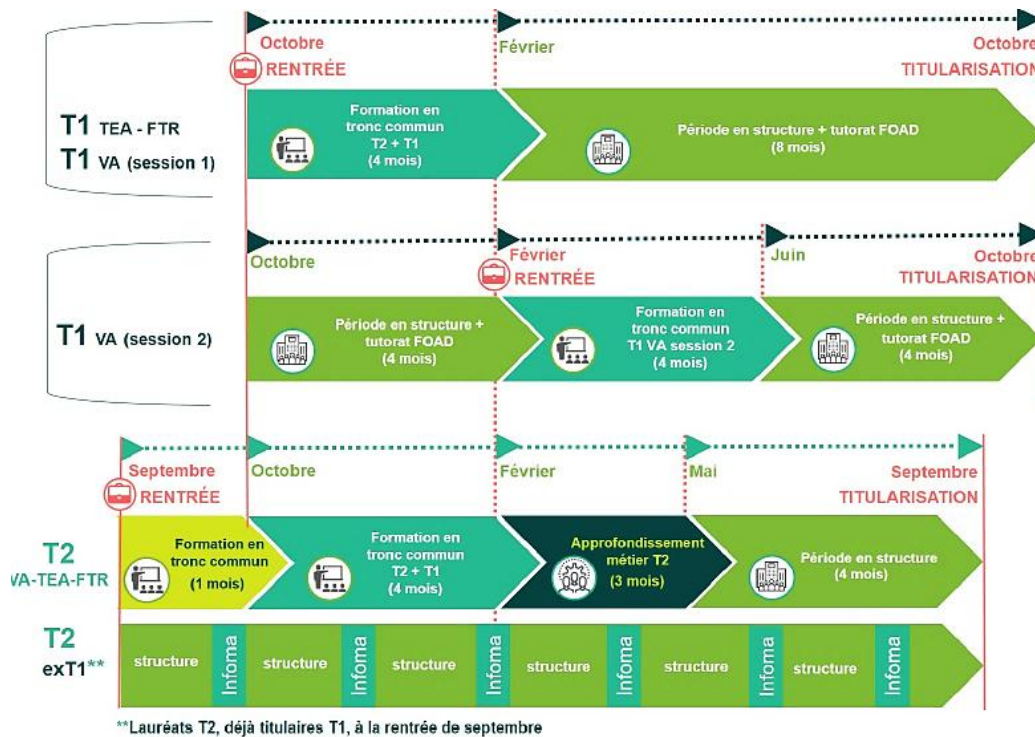 Octobre
RENTRÉE
Février
Octobre
TITULARISATION
T1 TEA - FTR
T1 VA (session 1)
Formation en
tronc commun
T2 + T1
(4 mois)
Période en structure + tutorat FOAD
(8 mois)
Octobre
Février
RENTRÉE
Juin
Octobre
TITULARISATION
T1 VA (session 2)
Période en structure +
tutorat FOAD
(4 mois)
Formation en
tronc commun
T1 VA session 2
(4 mois)
Période en structure +
tutorat FOAD
(4 mois)
Septembre
RENTRÉE
Octobre
Février
Mai
Septembre
TITULARISATION
T2
VA-TEA-FTR
Formation en
tronc commun
(1 mois)
Formation en
tronc commun
T2 + T1
(4 mois)
Approfondissement
métier T2
(3 mois)
Période en structure
(4 mois)
T2
exT1**
structure
Infoma
structure
Infoma
structure
Infoma
structure
Infoma
structure
Infoma
structure
Infoma
**Lauréats T2, déjà titulaires T1, à la rentrée de septembre